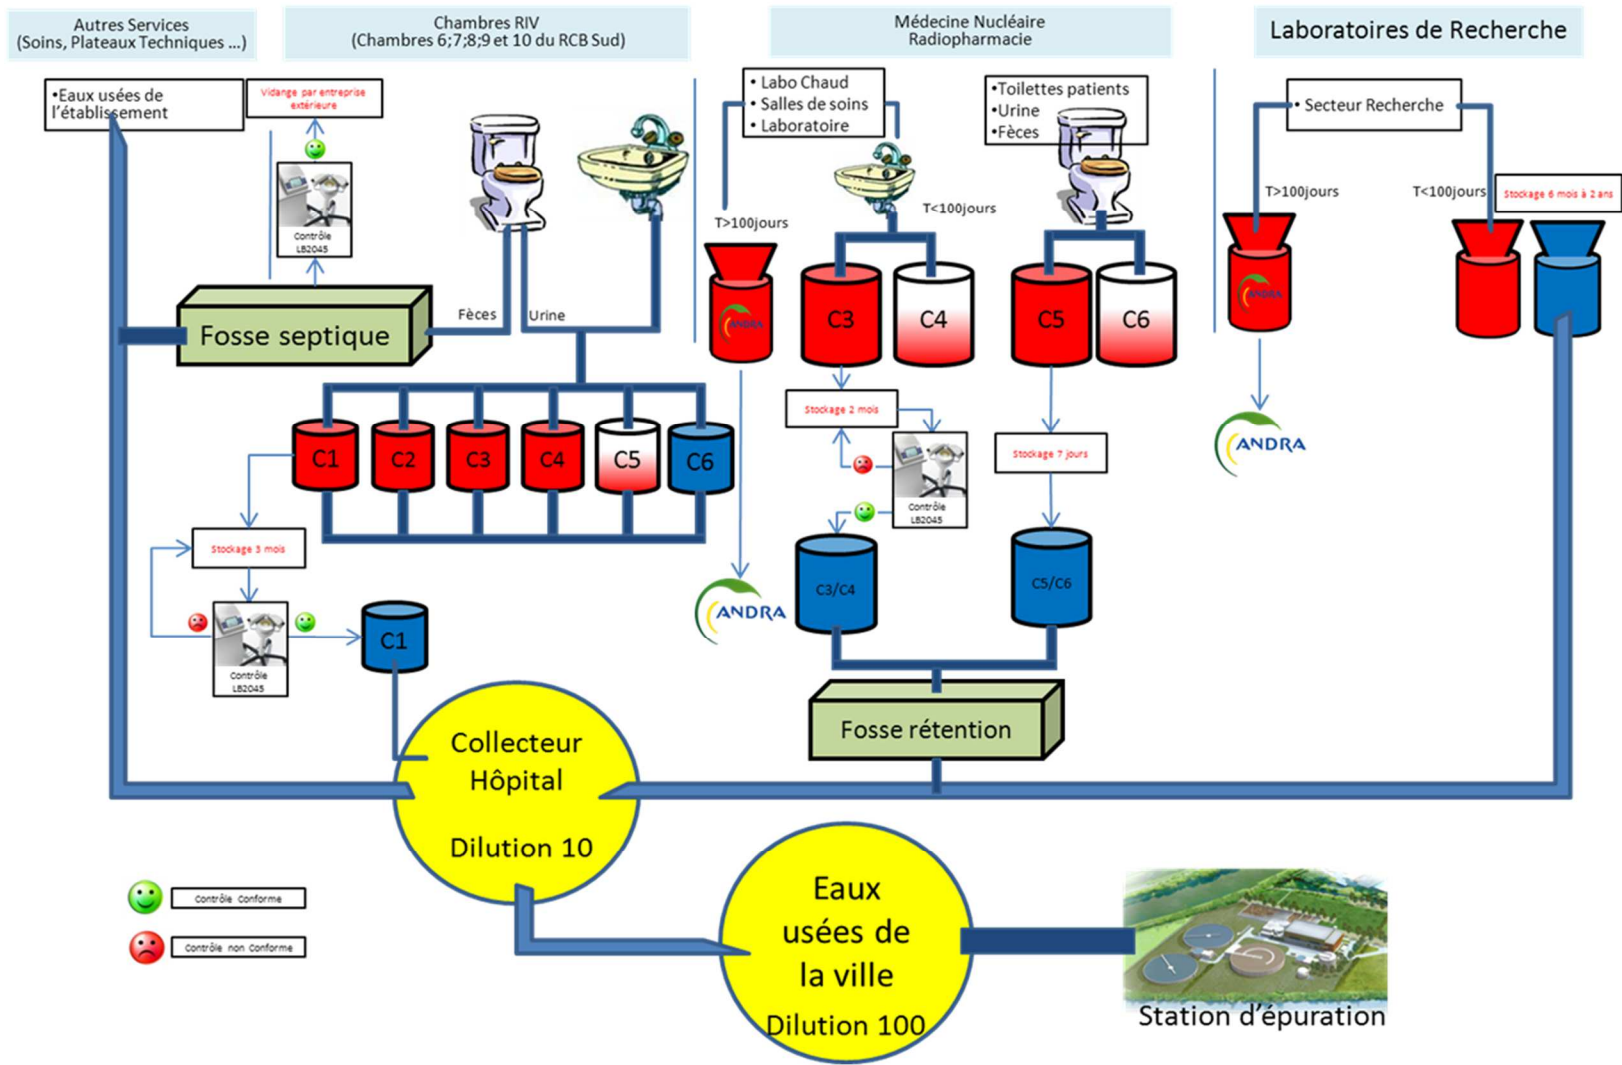 Autres Services
(Soins, Plateaux Techniques ...)
Chambres RIV
(Chambres 6;7;8;9 et 10 du RCB Sud)
Médecine Nucléaire
Radiopharmacie
Laboratoires de Recherche
•Eaux usées de
l'établissement
Vidange par entreprise
extérieure
Contrôle
LB2045
Fosse septique
Fèces
Urine
C1
C2
C3
C4
C5
C6
Stockage 3 mois
Contrôle
LB2045
C1
• Labo Chaud
• Salles de soins
• Laboratoire
T>100jours
T<100jours
ANDRA
C3
C4
Stockage 2 mois
Contrôle
LB2045
C3/C4
ANDRA
•Toilettes patients
•Urine
•Fèces
C5
C6
Stockage 7 jours
C5/C6
Fosse rétention
• Secteur Recherche
T>100jours
T<100jours
Stockage 6 mois à 2 ans
ANDRA
ANDRA
Collecteur
Hôpital
Dilution 10
Eaux
usées de
la ville
Dilution 100
Station d'épuration
Contrôle Conforme
Contrôle non Conforme